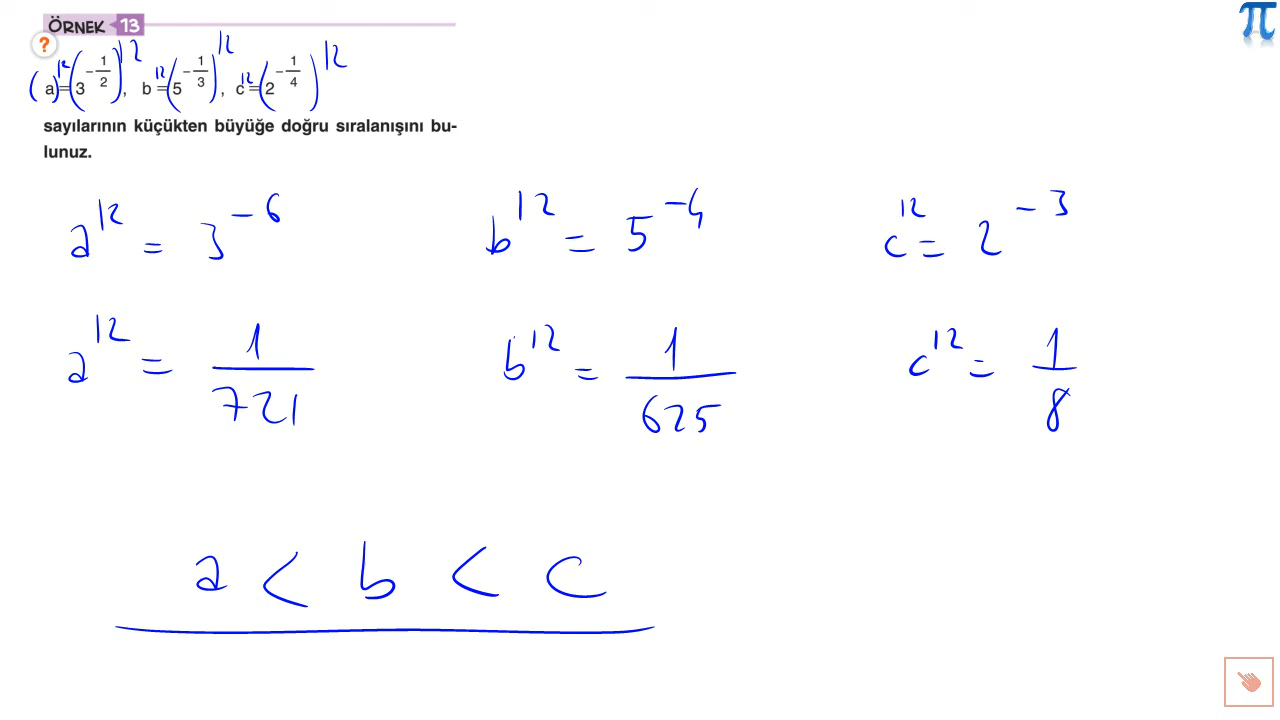 ÖRNEK 13
π
?
(a)¹²=(3^(-1/2))^12, b¹²=(5^(-1/3))^12, c¹²=(2^(-1/4))^12
sayılarının küçükten büyüğe doğru sıralanışını bu-
lunuz.
a¹² = 3⁻⁶ b¹² = 5⁻⁴ c¹² = 2⁻³
a¹² = 1/721 b¹² = 1/625 c¹² = 1/8
a < b < c